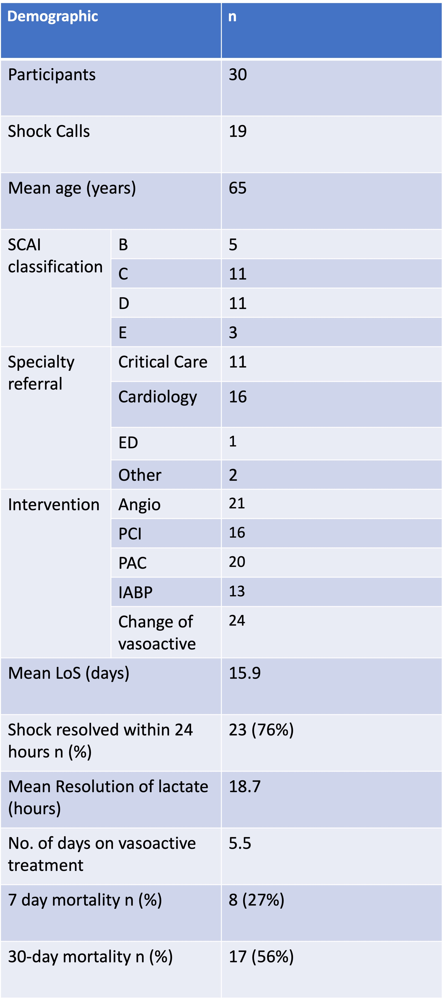 Demographic n
Participants 30
Shock Calls 19
Mean age (years) 65
SCAI B 5
classification
C 11
D 11
E 3
Specialty Critical Care 11
referral
Cardiology 16
ED 1
Other 2
Intervention Angio 21
PCI 16
PAC 20
IABP 13
Change of 24
vasoactive
Mean LoS (days) 15.9
Shock resolved within 24 23 (76%)
hours n (%)
Mean Resolution of lactate 18.7
(hours)
No. of days on vasoactive 5.5
treatment
7 day mortality n (%) 8 (27%)
30-day mortality n (%) 17 (56%)